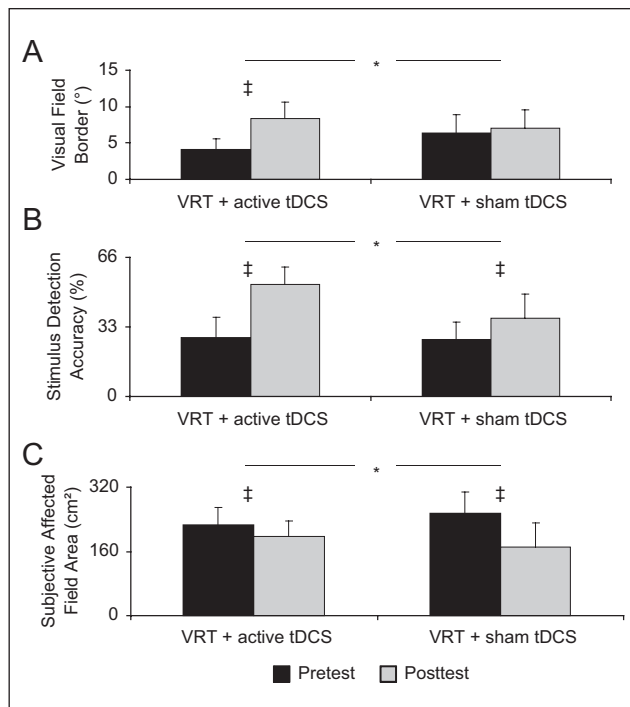 A
*
‡
15
10
5
0
Visual Field
Border (°)
VRT + active tDCS
VRT + sham tDCS
B
*
‡
‡
66
33
0
Stimulus Detection
Accuracy (%)
VRT + active tDCS
VRT + sham tDCS
C
*
‡
‡
320
160
0
Subjective Affected
Field Area (cm²)
VRT + active tDCS
VRT + sham tDCS
Pretest
Posttest